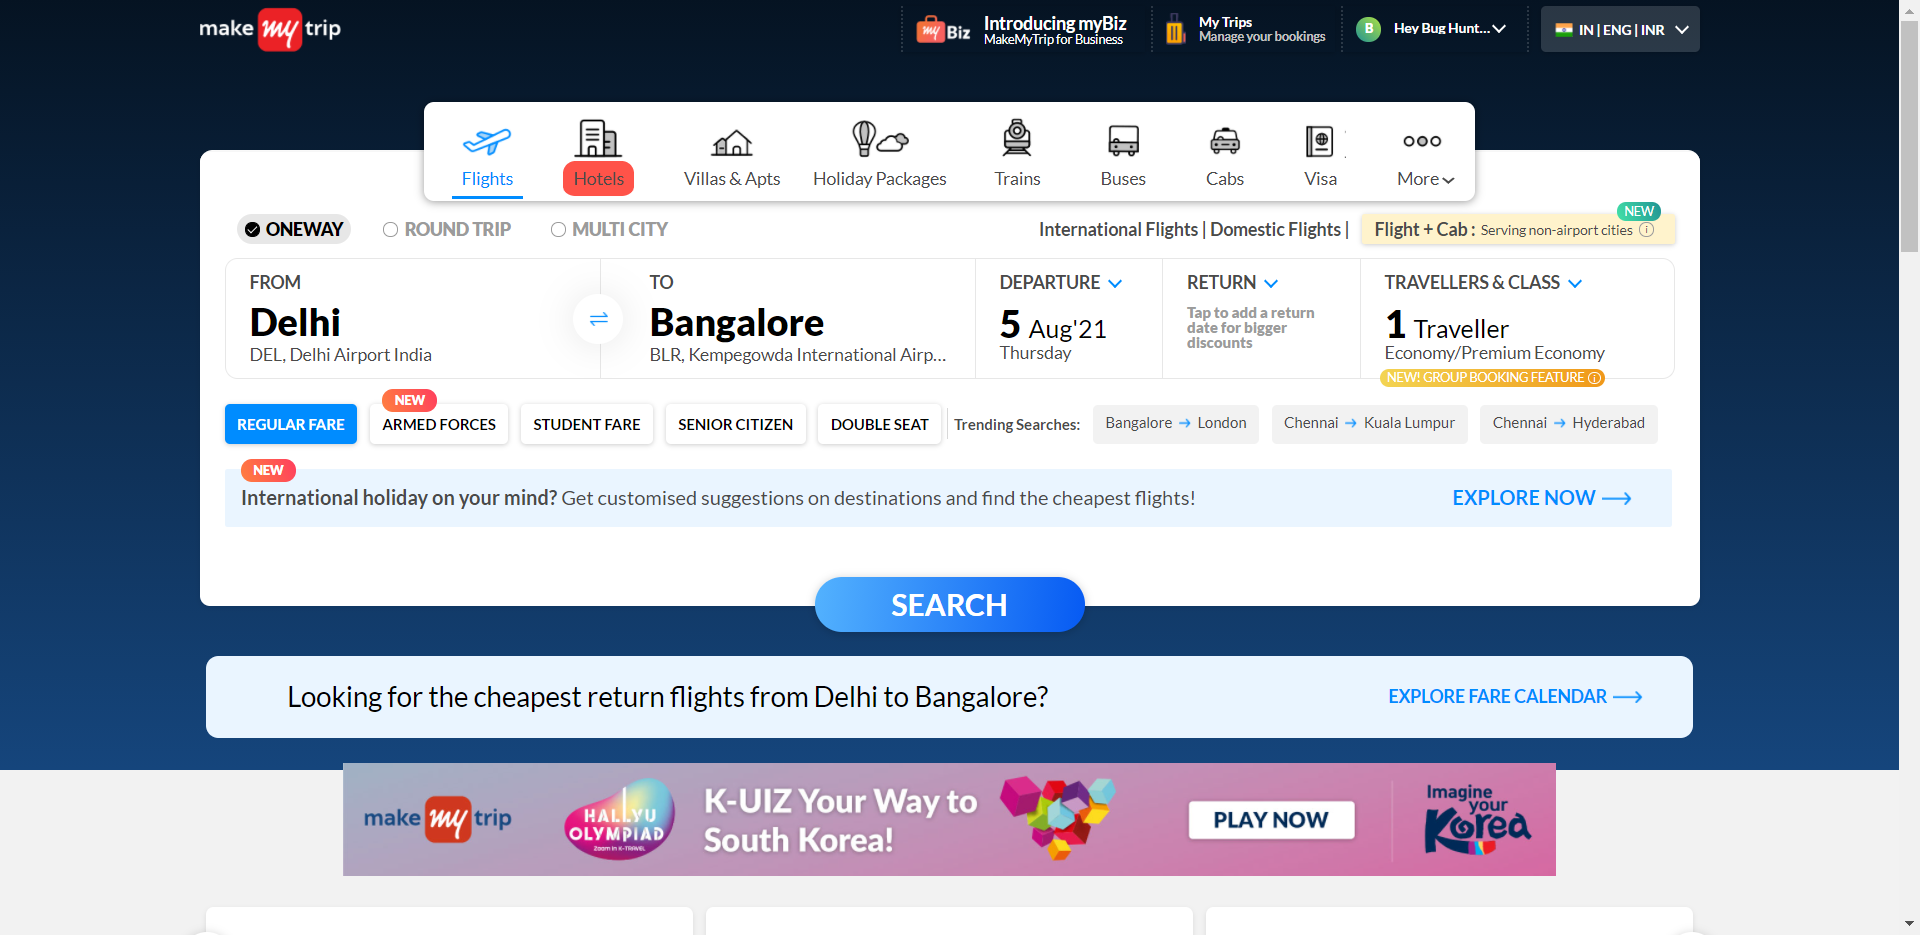 make my trip
my Biz
Introducing myBiz
MakeMyTrip for Business
My Trips
Manage your bookings
B
Hey Bug Hunt...
IN | ENG | INR
Flights
Hotels
Villas & Apts
Holiday Packages
Trains
Buses
Cabs
Visa
More
ONEWAY
ROUND TRIP
MULTI CITY
International Flights | Domestic Flights |
NEW
Flight + Cab : Serving non-airport cities
FROM
Delhi
DEL, Delhi Airport India
TO
Bangalore
BLR, Kempegowda International Airp...
DEPARTURE
5 Aug'21
Thursday
RETURN
Tap to add a return
date for bigger
discounts
TRAVELLERS & CLASS
1 Traveller
Economy/Premium Economy
NEW! GROUP BOOKING FEATURE
REGULAR FARE
NEW
ARMED FORCES
STUDENT FARE
SENIOR CITIZEN
DOUBLE SEAT
Trending Searches:
Bangalore → London
Chennai → Kuala Lumpur
Chennai → Hyderabad
NEW
International holiday on your mind? Get customised suggestions on destinations and find the cheapest flights!
EXPLORE NOW
SEARCH
Looking for the cheapest return flights from Delhi to Bangalore?
EXPLORE FARE CALENDAR
make my trip
HALLYU
OLYMPIAD
Zoom in K-TRAVEL
K-UIZ Your Way to
South Korea!
PLAY NOW
Imagine
your
Korea